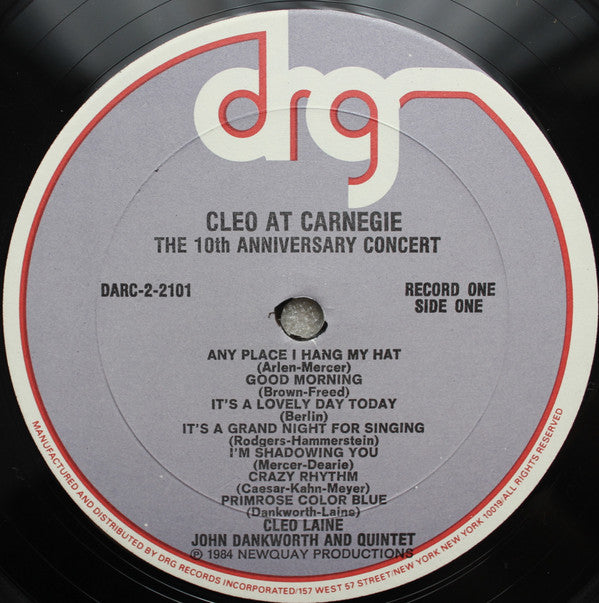 drg
CLEO AT CARNEGIE
THE 10th ANNIVERSARY CONCERT
DARC-2-2101
RECORD ONE
SIDE ONE
ANY PLACE I HANG MY HAT
(Arlen-Mercer)
GOOD MORNING
(Brown-Freed)
IT'S A LOVELY DAY TODAY
(Berlin)
IT'S A GRAND NIGHT FOR SINGING
(Rodgers-Hammerstein)
I'M SHADOWING YOU
(Mercer-Dearie)
CRAZY RHYTHM
(Caesar-Kahn-Meyer)
PRIMROSE COLOR BLUE
(Dankworth-Lains)
CLEO LAINE
JOHN DANKWORTH AND QUINTET
℗ 1984 NEWQUAY PRODUCTIONS
MANUFACTURED AND DISTRIBUTED BY DRG RECORDS INCORPORATED/157 WEST 57 STREET/NEW YORK, NEW YORK 10019/ALL RIGHTS RESERVED